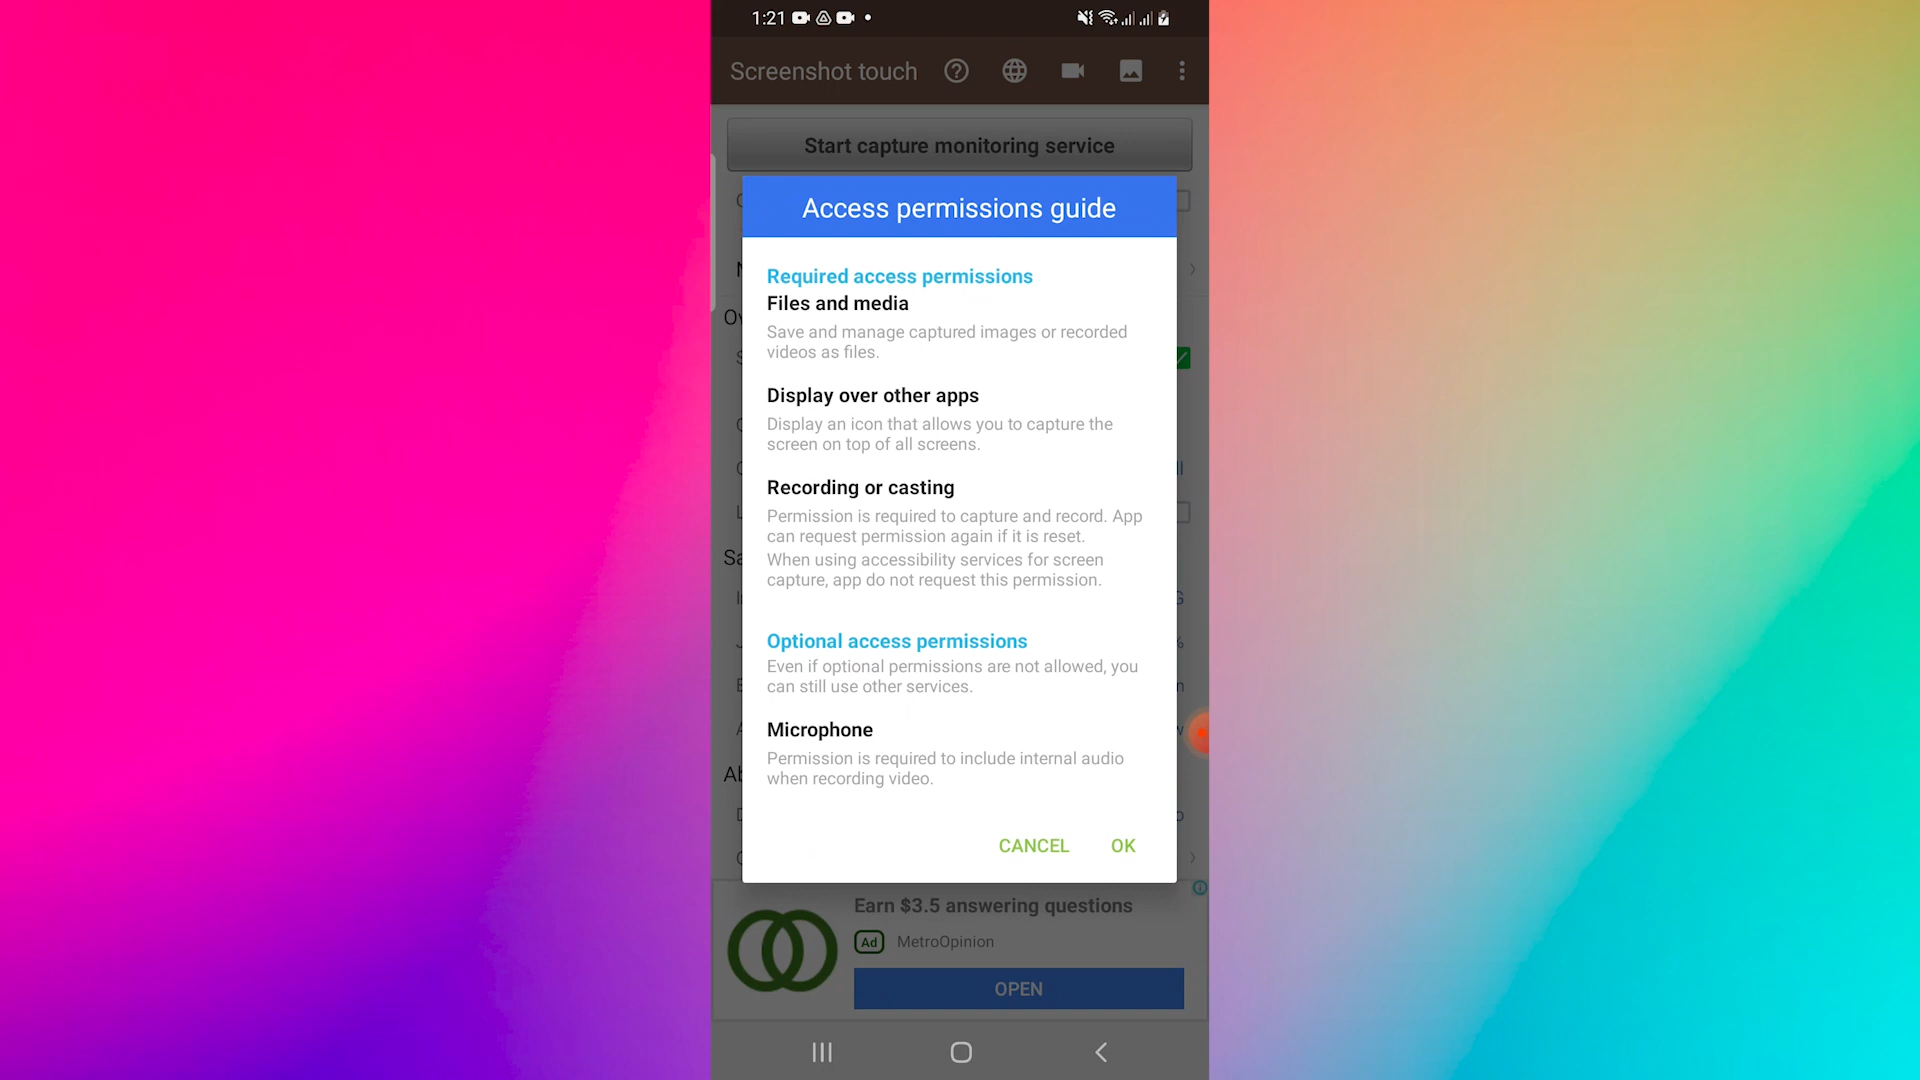 1:21
Screenshot touch
Start capture monitoring service
Access permissions guide
Required access permissions
Files and media
Save and manage captured images or recorded
videos as files.
Display over other apps
Display an icon that allows you to capture the
screen on top of all screens.
Recording or casting
Permission is required to capture and record. App
can request permission again if it is reset.
When using accessibility services for screen
capture, app do not request this permission.
Optional access permissions
Even if optional permissions are not allowed, you
can still use other services.
Microphone
Permission is required to include internal audio
when recording video.
CANCEL OK
Earn $3.5 answering questions
Ad MetroOpinion
OPEN